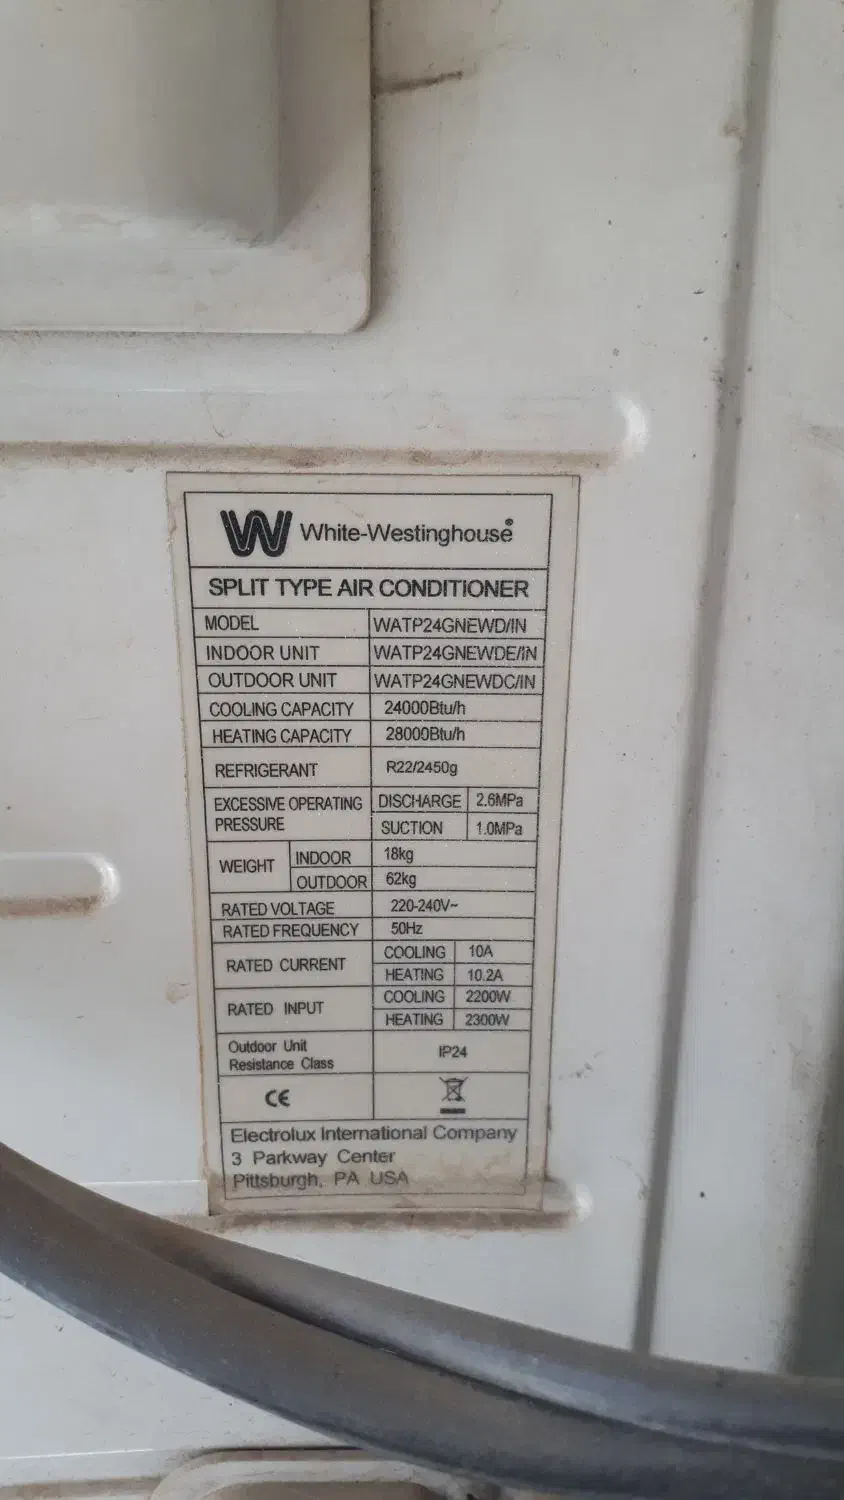 W White-Westinghouse®
SPLIT TYPE AIR CONDITIONER
MODEL WATP24GNEWD/IN
INDOOR UNIT WATP24GNEWDE/IN
OUTDOOR UNIT WATP24GNEWDC/IN
COOLING CAPACITY 24000Btu/h
HEATING CAPACITY 28000Btu/h
REFRIGERANT R22/2450g
EXCESSIVE OPERATING PRESSURE DISCHARGE 2.6MPa
SUCTION 1.0MPa
WEIGHT INDOOR 18kg
OUTDOOR 62kg
RATED VOLTAGE 220-240V~
RATED FREQUENCY 50Hz
RATED CURRENT COOLING 10A
HEATING 10.2A
RATED INPUT COOLING 2200W
HEATING 2300W
Outdoor Unit
Resistance Class IP24
CE
Electrolux International Company
3 Parkway Center
Pittsburgh, PA USA